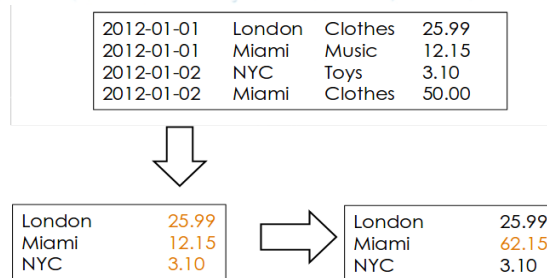 2012-01-01 London Clothes 25.99
2012-01-01 Miami Music 12.15
2012-01-02 NYC Toys 3.10
2012-01-02 Miami Clothes 50.00
London 25.99
Miami 12.15
NYC 3.10
London 25.99
Miami 62.15
NYC 3.10